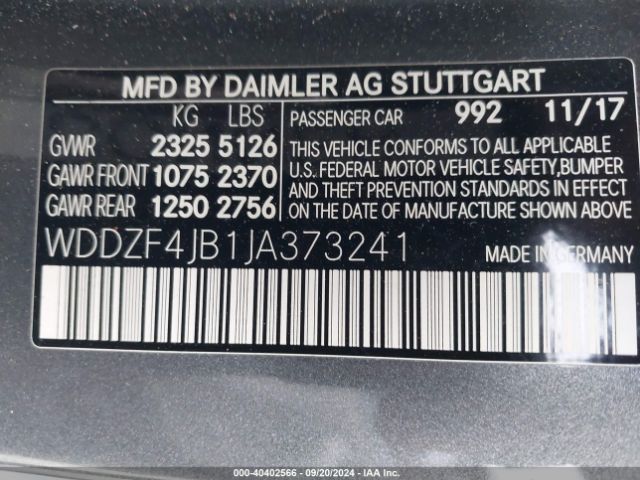 MFD BY DAIMLER AG STUTTGART
KG LBS
GVWR 2325 5126
GAWR FRONT 1075 2370
GAWR REAR 1250 2756
PASSENGER CAR 992 11/17
THIS VEHICLE CONFORMS TO ALL APPLICABLE
U.S. FEDERAL MOTOR VEHICLE SAFETY,BUMPER
AND THEFT PREVENTION STANDARDS IN EFFECT
ON THE DATE OF MANUFACTURE SHOWN ABOVE
WDDZF4JB1JA373241 MADE IN GERMANY
000-40402566 - 09/20/2024 - IAA Inc.